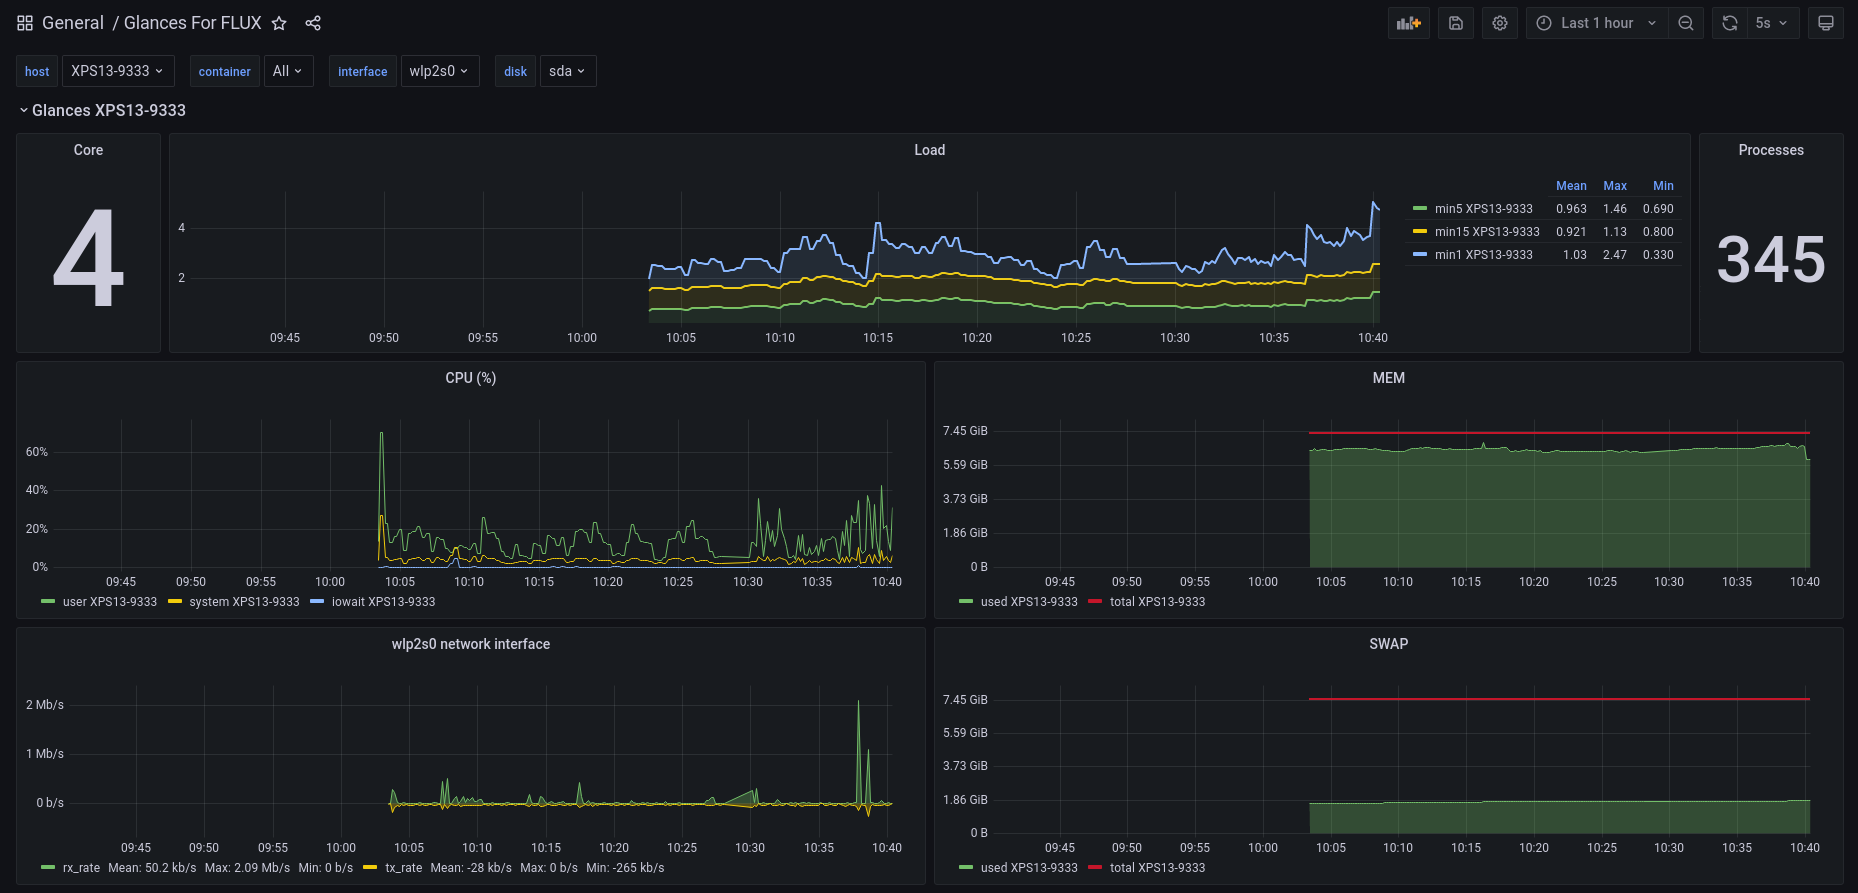 General / Glances For FLUX
Last 1 hour
5s
host XPS13-9333 container All interface wlp2s0 disk sda
Glances XPS13-9333
Core
4
Load
4
2
09:45 09:50 09:55 10:00 10:05 10:10 10:15 10:20 10:25 10:30 10:35 10:40
Mean Max Min
min5 XPS13-9333 0.963 1.46 0.690
min15 XPS13-9333 0.921 1.13 0.800
min1 XPS13-9333 1.03 2.47 0.330
Processes
345
CPU (%)
60%
40%
20%
0%
09:45 09:50 09:55 10:00 10:05 10:10 10:15 10:20 10:25 10:30 10:35 10:40
user XPS13-9333 system XPS13-9333 iowait XPS13-9333
MEM
7.45 GiB
5.59 GiB
3.73 GiB
1.86 GiB
0 B
09:45 09:50 09:55 10:00 10:05 10:10 10:15 10:20 10:25 10:30 10:35 10:40
used XPS13-9333 total XPS13-9333
wlp2s0 network interface
2 Mb/s
1 Mb/s
0 b/s
09:45 09:50 09:55 10:00 10:05 10:10 10:15 10:20 10:25 10:30 10:35 10:40
rx_rate Mean: 50.2 kb/s Max: 2.09 Mb/s Min: 0 b/s tx_rate Mean: -28 kb/s Max: 0 b/s Min: -265 kb/s
SWAP
7.45 GiB
5.59 GiB
3.73 GiB
1.86 GiB
0 B
09:45 09:50 09:55 10:00 10:05 10:10 10:15 10:20 10:25 10:30 10:35 10:40
used XPS13-9333 total XPS13-9333